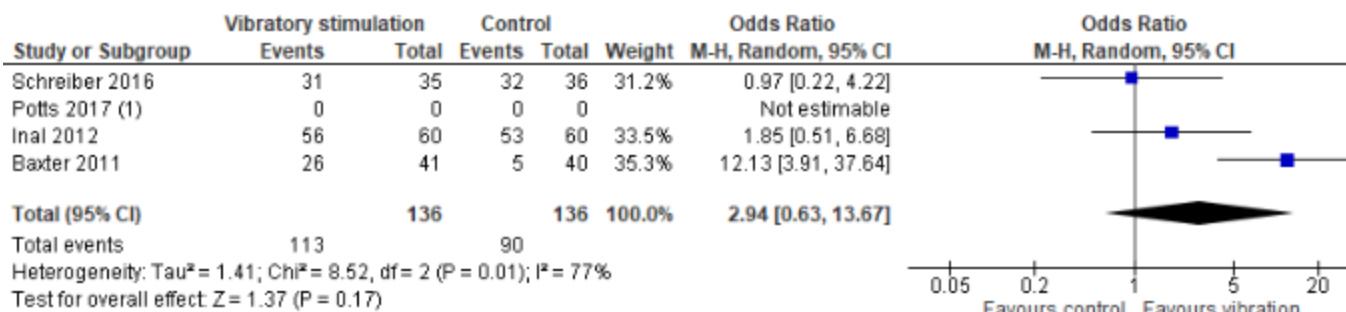 Vibratory stimulation Control Odds Ratio Odds Ratio
Study or Subgroup Events Total Events Total Weight M-H, Random, 95% CI M-H, Random, 95% CI
Schreiber 2016 31 35 32 36 31.2% 0.97 [0.22, 4.22]
Potts 2017 (1) 0 0 0 0 Not estimable
Inal 2012 56 60 53 60 33.5% 1.85 [0.51, 6.68]
Baxter 2011 26 41 5 40 35.3% 12.13 [3.91, 37.64]
Total (95% CI) 136 136 100.0% 2.94 [0.63, 13.67]
Total events 113 90
Heterogeneity: Tau² = 1.41; Chi² = 8.52, df = 2 (P = 0.01); I² = 77%
Test for overall effect: Z = 1.37 (P = 0.17)
0.05 0.2 1 5 20
Favours control Favours vibration